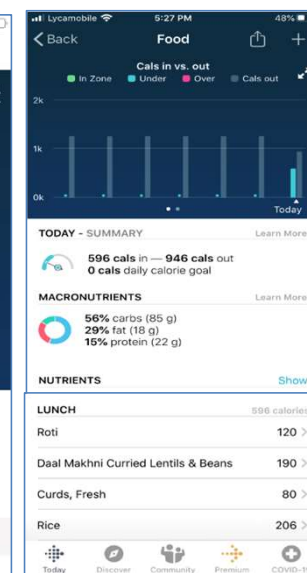 Lycamobile 5:27 PM 48%
Back Food
Cals in vs. out
In Zone Under Over Cals out
2k
1k
0k
Today
TODAY - SUMMARY Learn More
596 cals in — 946 cals out
0 cals daily calorie goal
MACRONUTRIENTS Learn More
56% carbs (85 g)
29% fat (18 g)
15% protein (22 g)
NUTRIENTS Show
LUNCH 596 calories
Roti 120
Daal Makhni Curried Lentils & Beans 190
Curds, Fresh 80
Rice 206
Today Discover Community Premium COVID-19